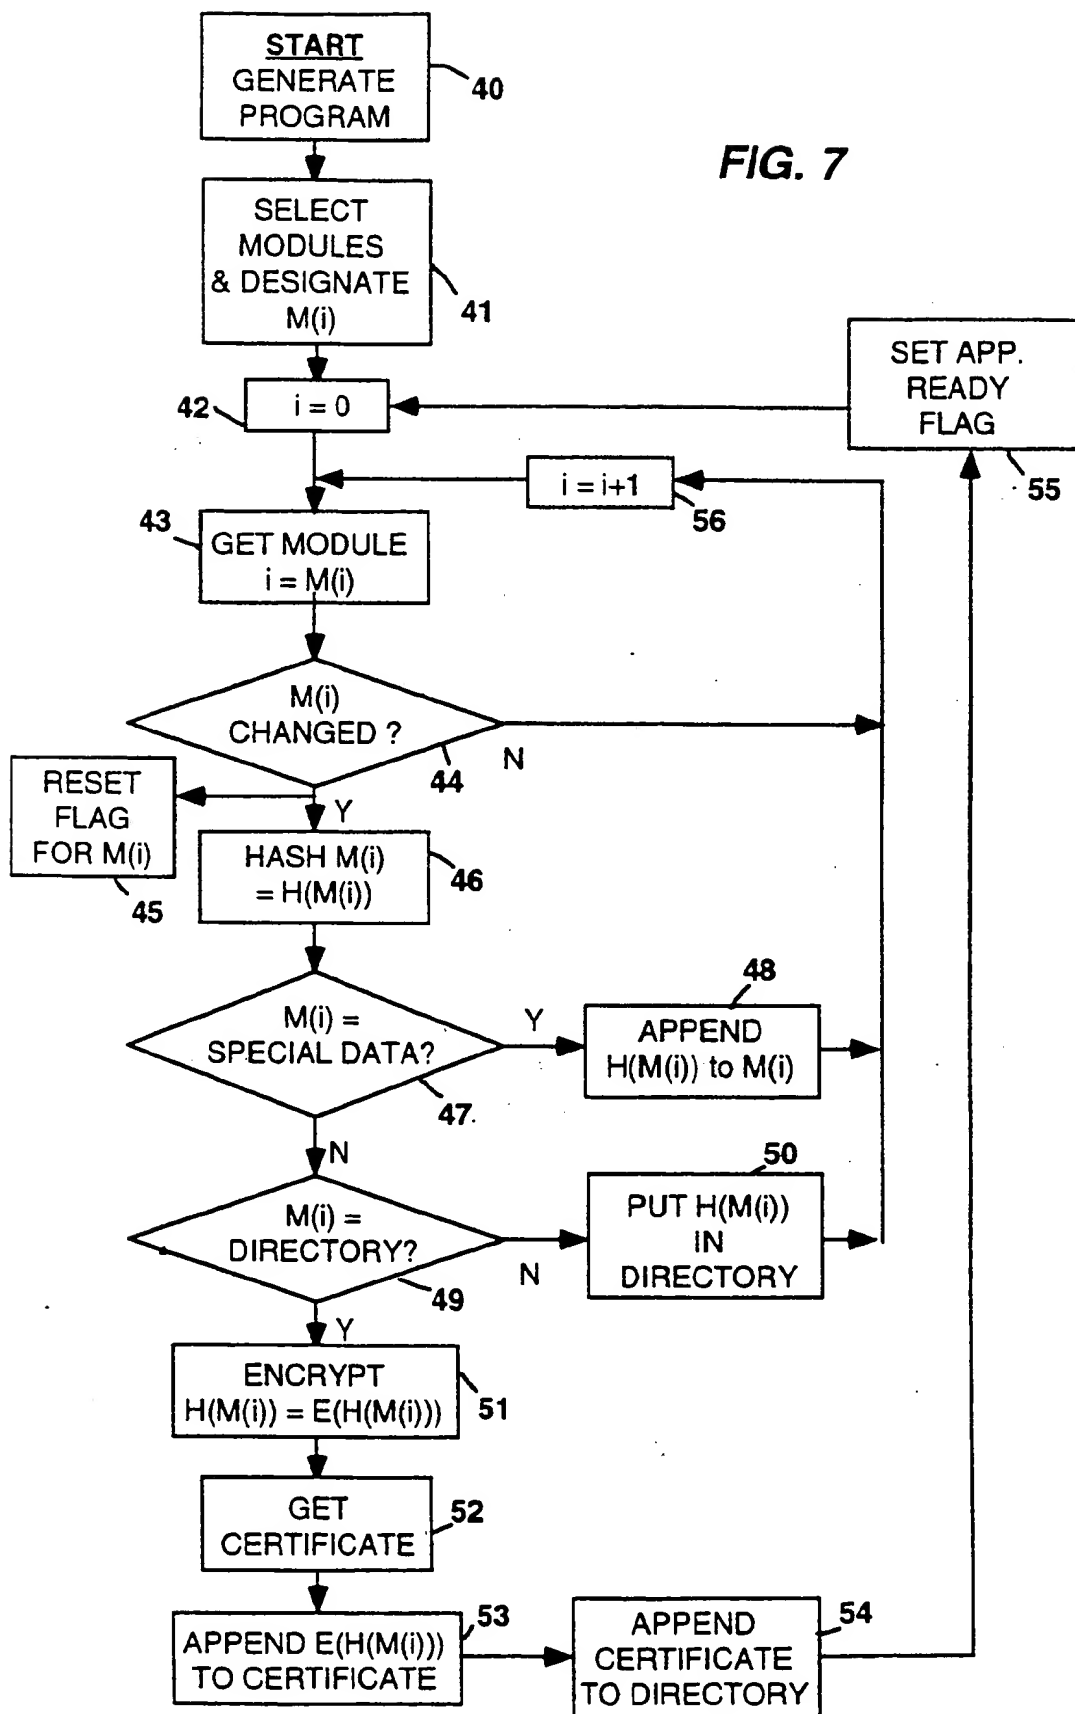 START
GENERATE
PROGRAM
40
FIG. 7
SELECT
MODULES
& DESIGNATE
M(i)
41
SET APP.
READY
FLAG
55
i = 0
42
i = i+1
56
43
GET MODULE
i = M(i)
M(i)
CHANGED ?
44
N
Y
RESET
FLAG
FOR M(i)
45
HASH M(i)
= H(M(i))
46
M(i) =
SPECIAL DATA?
47
Y
48
APPEND
H(M(i)) to M(i)
N
M(i) =
DIRECTORY?
49
N
50
PUT H(M(i))
IN
DIRECTORY
Y
ENCRYPT
H(M(i)) = E(H(M(i)))
51
GET
CERTIFICATE
52
APPEND E(H(M(i)))
TO CERTIFICATE
53
APPEND
CERTIFICATE
TO DIRECTORY
54